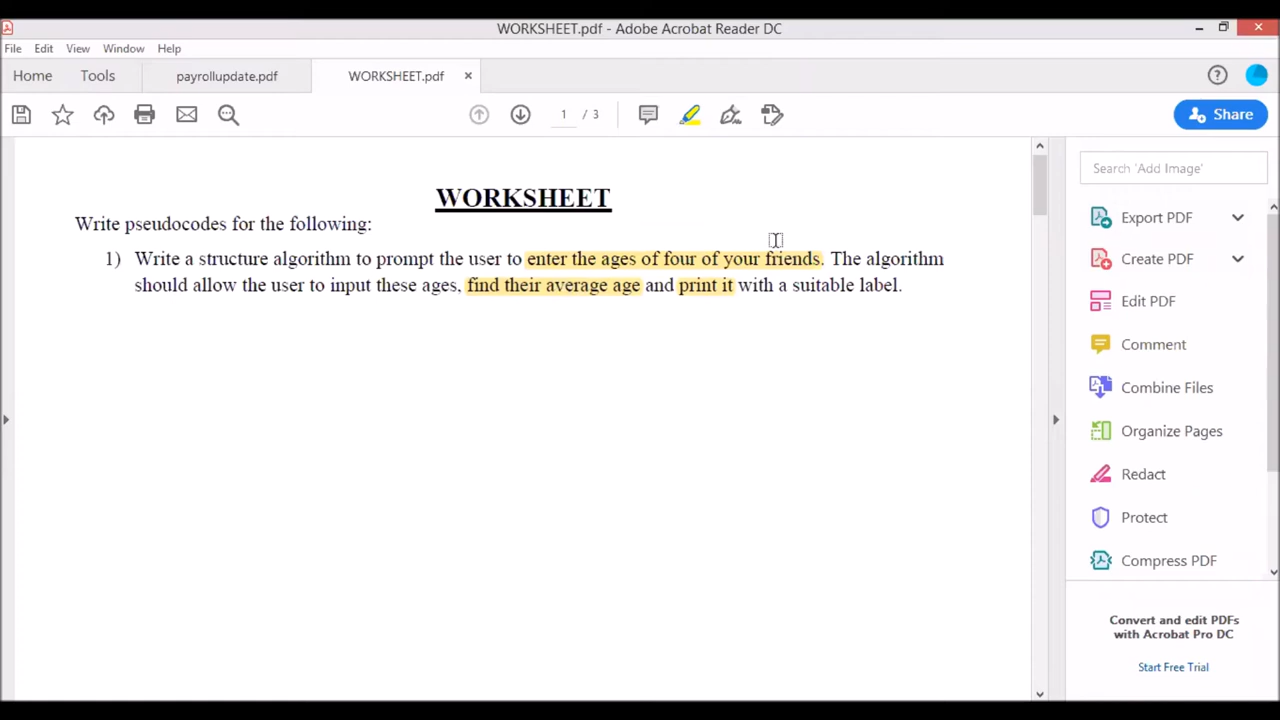 WORKSHEET.pdf - Adobe Acrobat Reader DC
File Edit View Window Help
Home Tools payrollupdate.pdf WORKSHEET.pdf ×
1 / 3 Share
WORKSHEET
Write pseudocodes for the following:
1) Write a structure algorithm to prompt the user to enter the ages of four of your friends. The algorithm
should allow the user to input these ages, find their average age and print it with a suitable label.
Search 'Add Image'
Export PDF
Create PDF
Edit PDF
Comment
Combine Files
Organize Pages
Redact
Protect
Compress PDF
Convert and edit PDFs
with Acrobat Pro DC
Start Free Trial